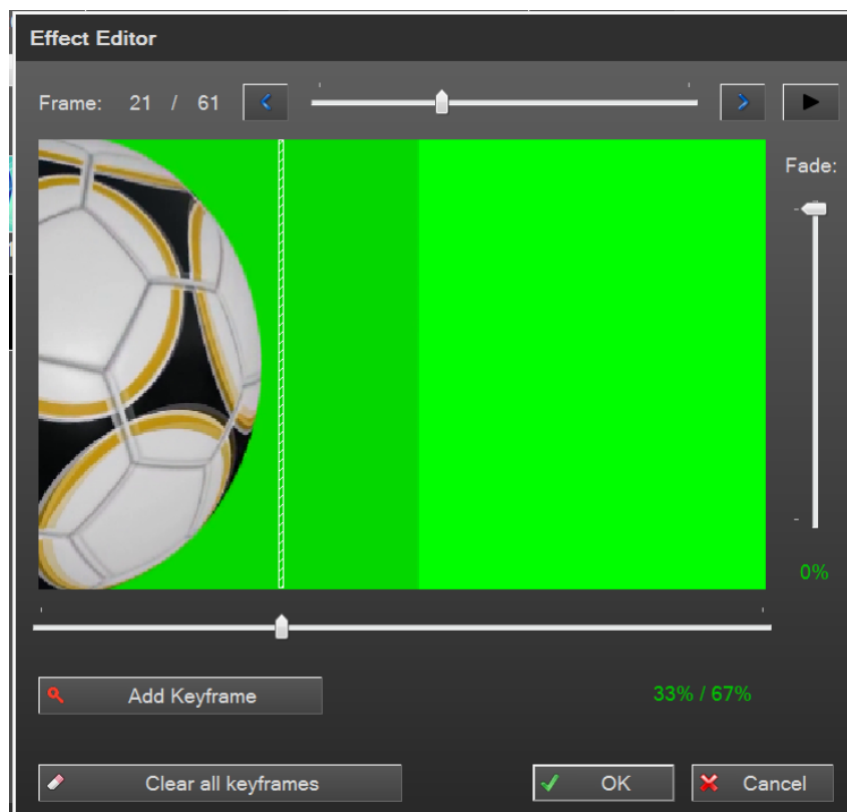 Effect Editor
Frame: 21 / 61
Fade:
0%
Add Keyframe
33% / 67%
Clear all keyframes
OK
Cancel